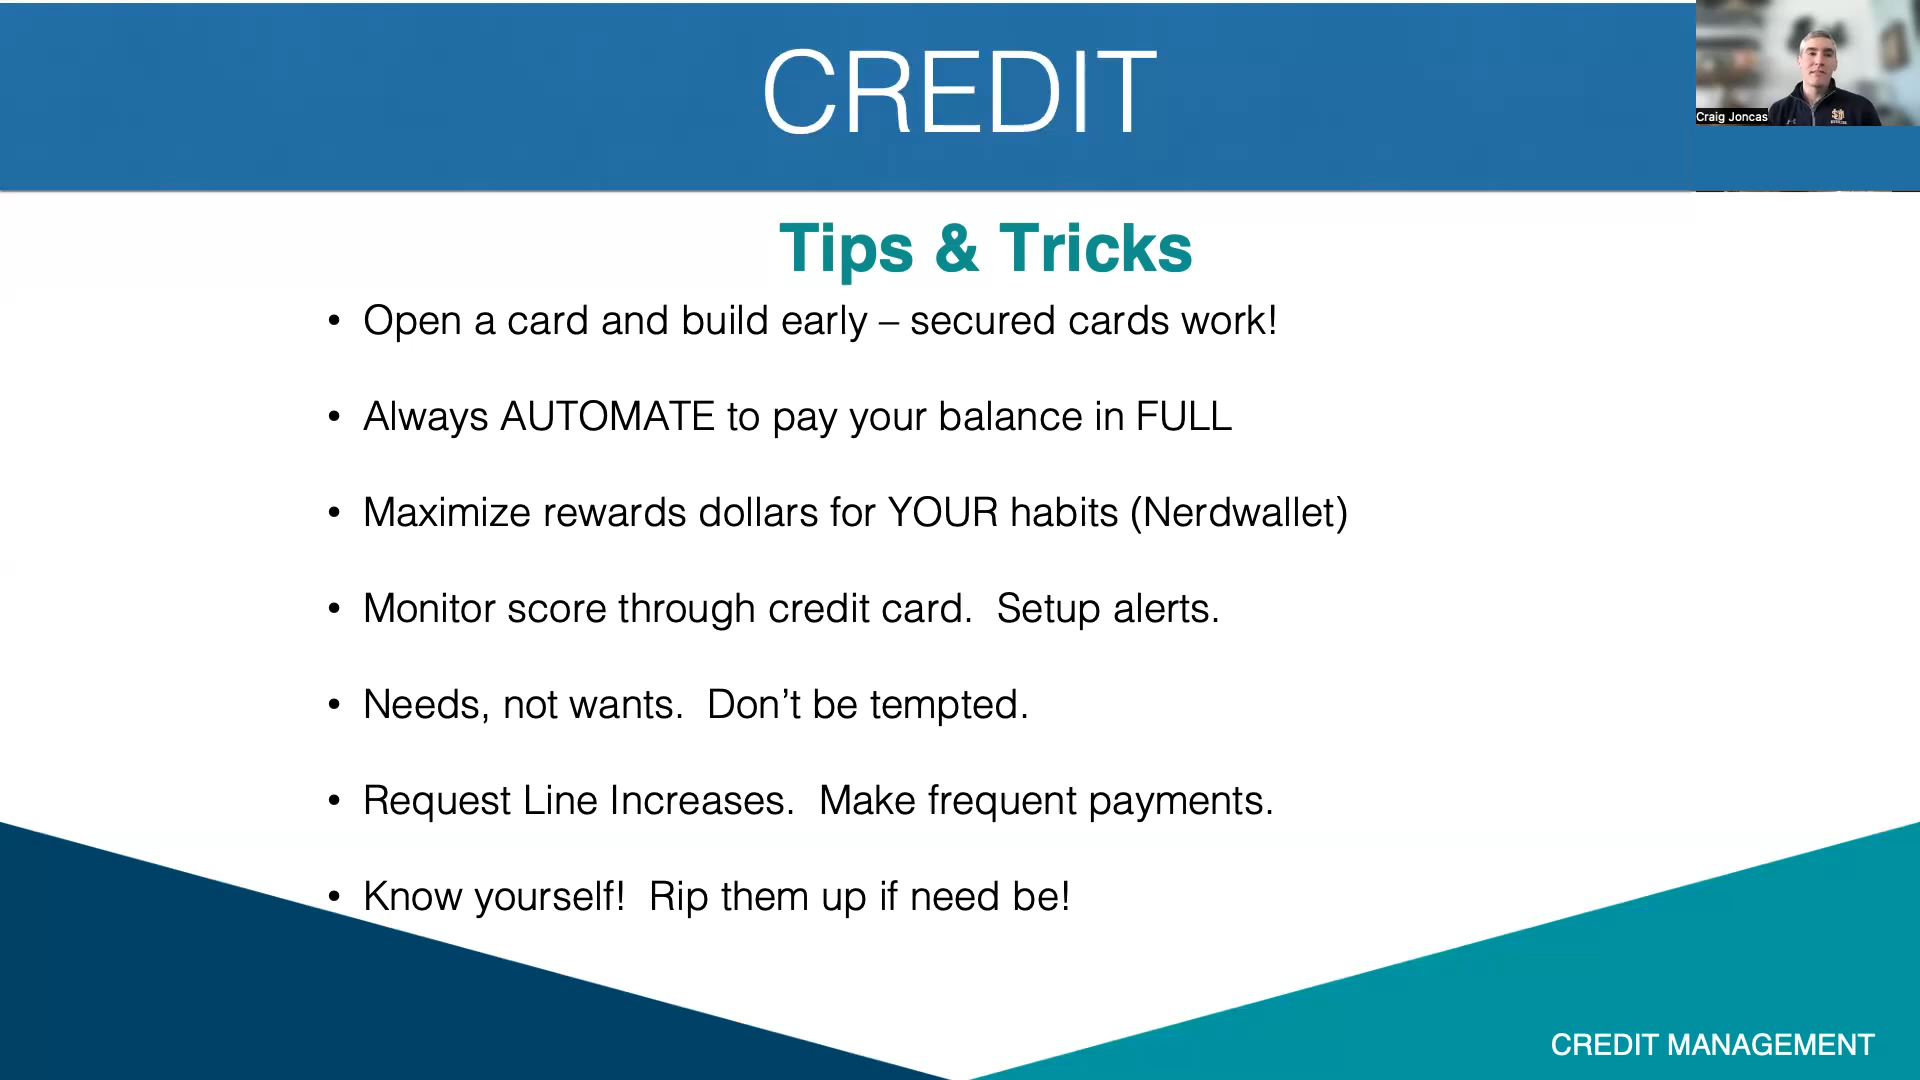 CREDIT
Craig Joncas
Tips & Tricks
• Open a card and build early – secured cards work!
• Always AUTOMATE to pay your balance in FULL
• Maximize rewards dollars for YOUR habits (Nerdwallet)
• Monitor score through credit card.  Setup alerts.
• Needs, not wants.  Don’t be tempted.
• Request Line Increases.  Make frequent payments.
• Know yourself!  Rip them up if need be!
CREDIT MANAGEMENT